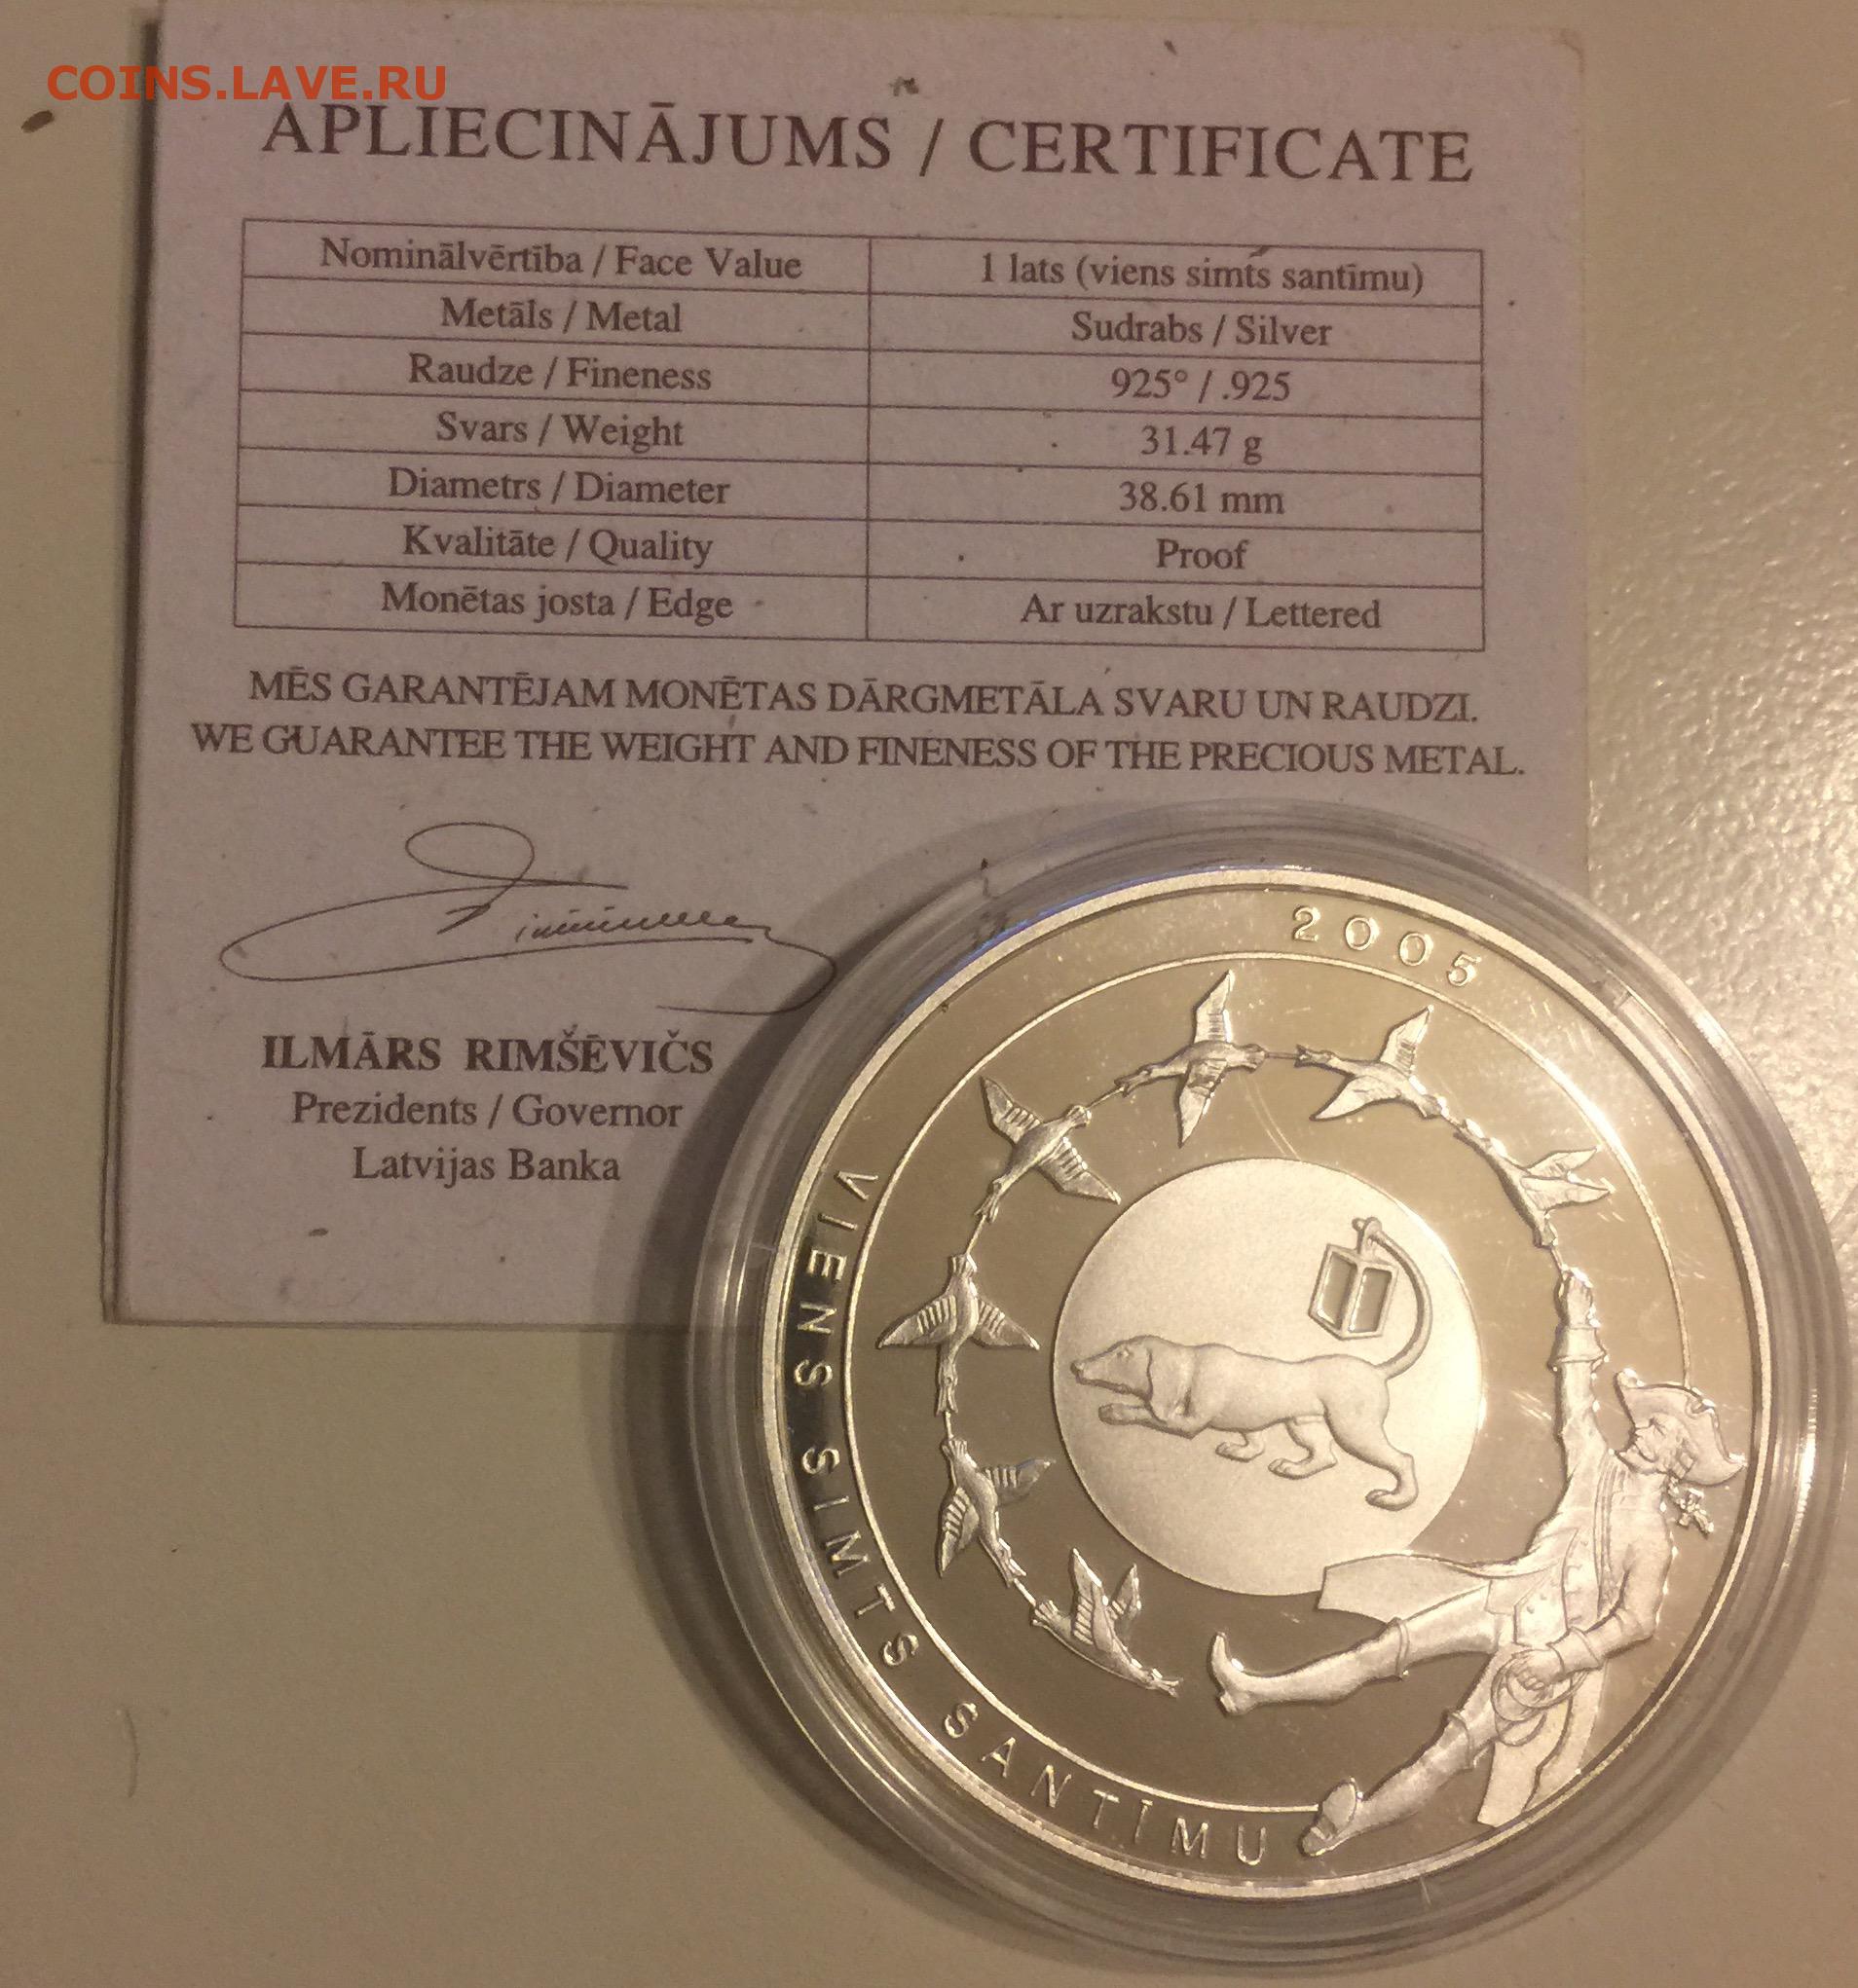 COINS.LAVE.RU
APLIECINĀJUMS / CERTIFICATE
Nominālvērtība / Face Value 1 lats (viens simts santīmu)
Metāls / Metal Sudrabs / Silver
Raudze / Fineness 925° / .925
Svars / Weight 31.47 g
Diametrs / Diameter 38.61 mm
Kvalitāte / Quality Proof
Monētas josta / Edge Ar uzrakstu / Lettered
MĒS GARANTĒJAM MONĒTAS DĀRGMETĀLA SVARU UN RAUDZI.
WE GUARANTEE THE WEIGHT AND FINENESS OF THE PRECIOUS METAL.
ILMĀRS RIMŠĒVIČS
Prezidents / Governor
Latvijas Banka
2005
VIENS SIMTS SANTĪMU